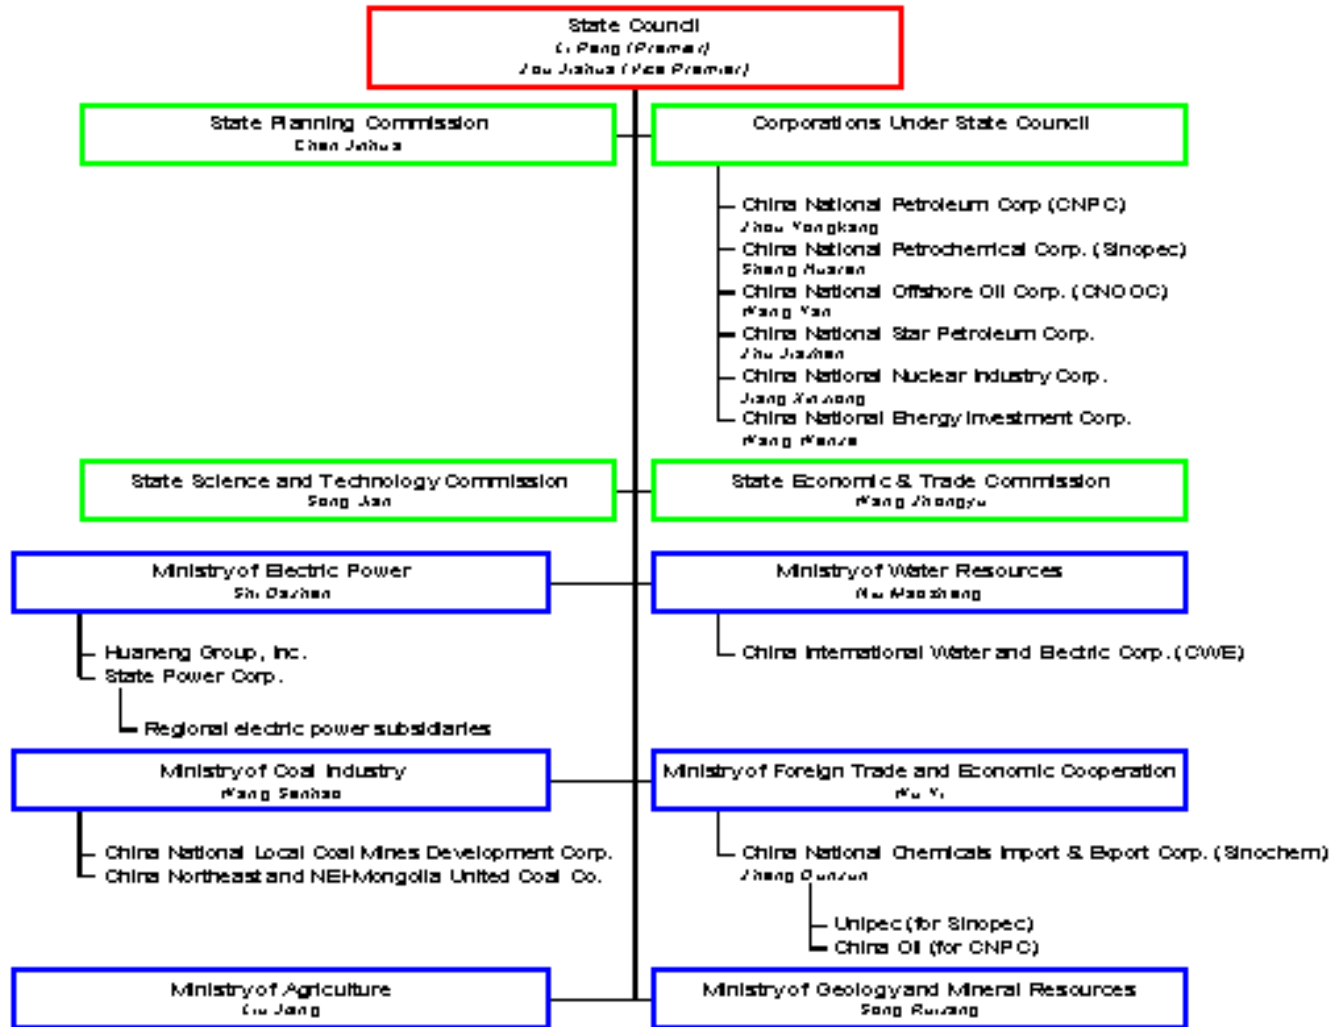 State Council
Li Peng (Premier)
Zou Jiahua (Vice Premier)
State Planning Commission
Chen Jinhua
Corporations Under State Council
China National Petroleum Corp (CNPC)
Zhou Yongkang
China National Petrochemical Corp. (Sinopec)
Sheng Huaren
China National Offshore Oil Corp. (CNOOC)
Wang Yan
China National Star Petroleum Corp.
Zhu Jiazhen
China National Nuclear Industry Corp.
Jiang Xinxiong
China National Energy Investment Corp.
Wang Wenze
State Science and Technology Commission
Song Jian
State Economic & Trade Commission
Wang Zhongyu
Ministry of Electric Power
Shi Dazhen
Ministry of Water Resources
Niu Maosheng
Huaneng Group, Inc.
State Power Corp.
Regional electric power subsidiaries
China International Water and Electric Corp. (CWE)
Ministry of Coal Industry
Wang Senhao
Ministry of Foreign Trade and Economic Cooperation
Wu Yi
China National Local Coal Mines Development Corp.
China Northeast and NEI-Mongolia United Coal Co.
China National Chemicals Import & Export Corp. (Sinochem)
Zheng Dunxun
Unipec (for Sinopec)
China Oil (for CNPC)
Ministry of Agriculture
Liu Jiang
Ministry of Geology and Mineral Resources
Song Ruixiang